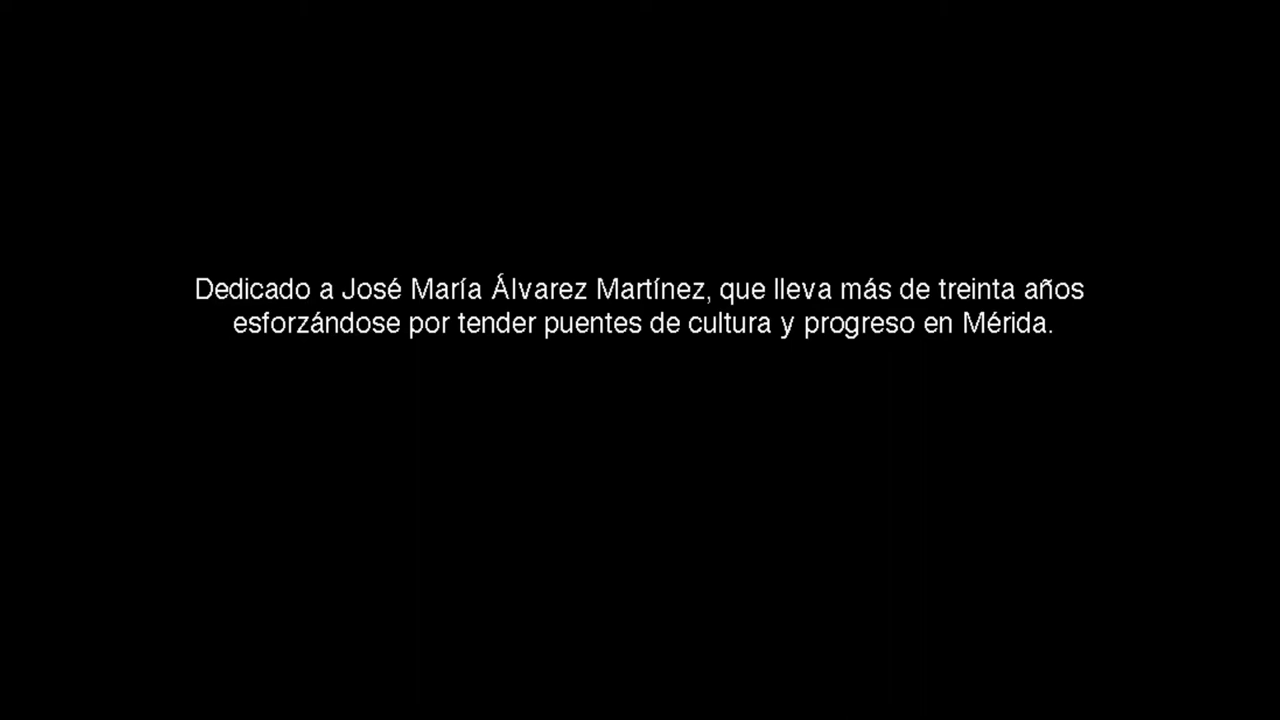 Dedicado a José María Álvarez Martínez, que lleva más de treinta años
esforzándose por tender puentes de cultura y progreso en Mérida.